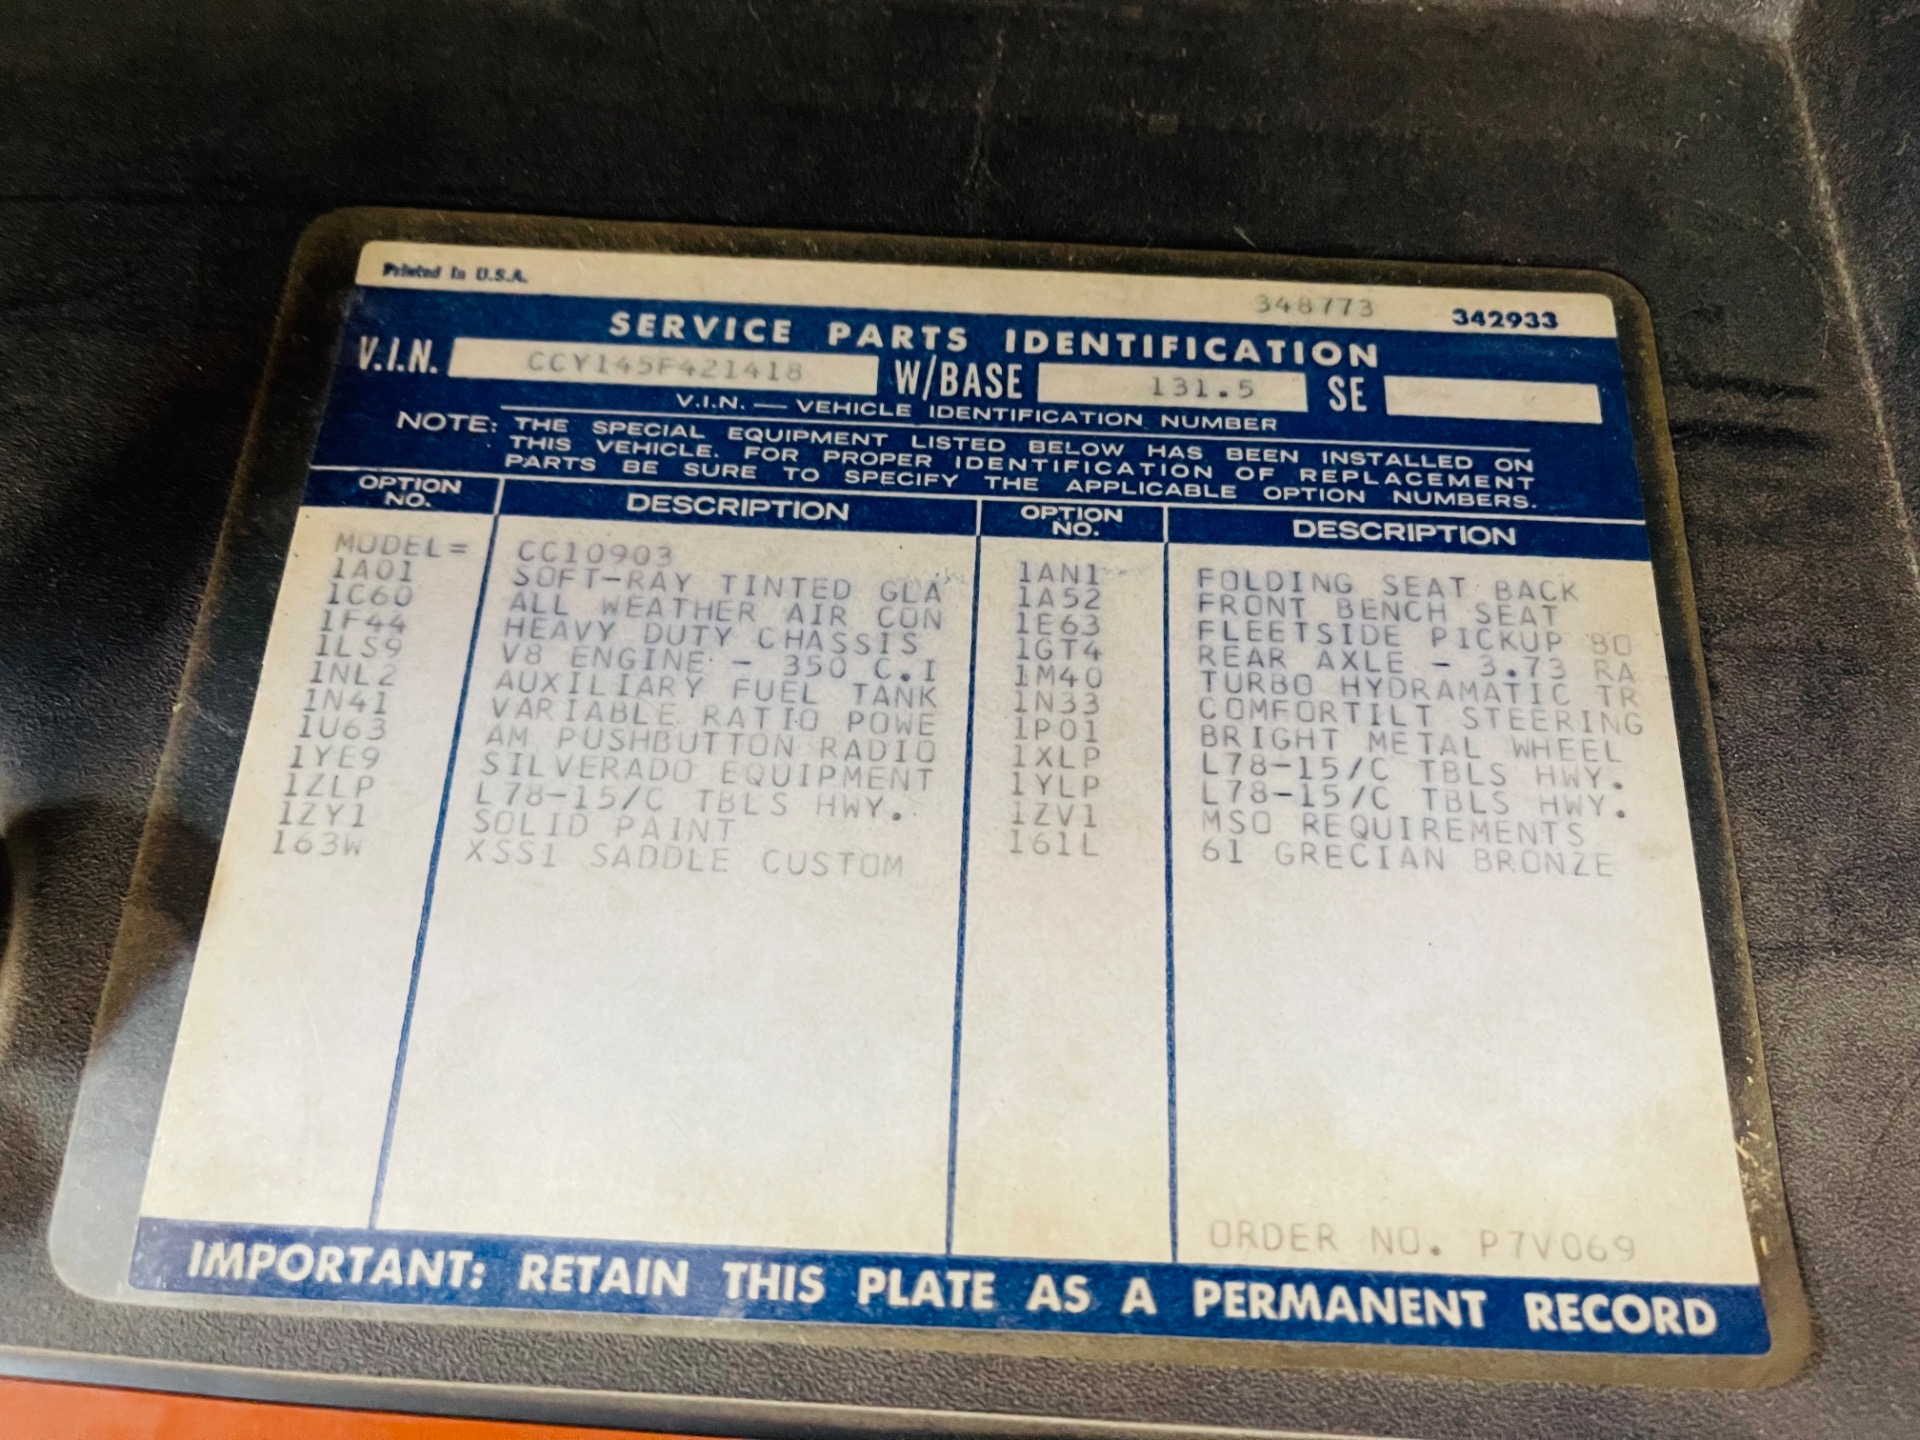 Printed In U.S.A.
348773 342933
SERVICE PARTS IDENTIFICATION
V.I.N. CCY145F421418 W/BASE 131.5 SE
V.I.N. — VEHICLE IDENTIFICATION NUMBER
NOTE: THE SPECIAL EQUIPMENT LISTED BELOW HAS BEEN INSTALLED ON
THIS VEHICLE. FOR PROPER IDENTIFICATION OF REPLACEMENT
PARTS BE SURE TO SPECIFY THE APPLICABLE OPTION NUMBERS.
OPTION NO. DESCRIPTION OPTION NO. DESCRIPTION
MODEL= CC10903
1A01 SOFT-RAY TINTED GLA 1AN1 FOLDING SEAT BACK
1C60 ALL WEATHER AIR CON 1A52 FRONT BENCH SEAT
1F44 HEAVY DUTY CHASSIS 1E63 FLEETSIDE PICKUP BO
1LS9 V8 ENGINE - 350 C.I 1GT4 REAR AXLE - 3.73 RA
1NL2 AUXILIARY FUEL TANK 1M40 TURBO HYDRAMATIC TR
1N41 VARIABLE RATIO POWE 1N33 COMFORTILT STEERING
1U63 AM PUSHBUTTON RADIO 1P01 BRIGHT METAL WHEEL
1YE9 SILVERADO EQUIPMENT 1XLP L78-15/C TBLS HWY.
1ZLP L78-15/C TBLS HWY. 1YLP L78-15/C TBLS HWY.
1ZY1 SOLID PAINT 1ZV1 MSO REQUIREMENTS
163W XSS1 SADDLE CUSTOM 161L 61 GRECIAN BRONZE
ORDER NO. P7V069
IMPORTANT: RETAIN THIS PLATE AS A PERMANENT RECORD